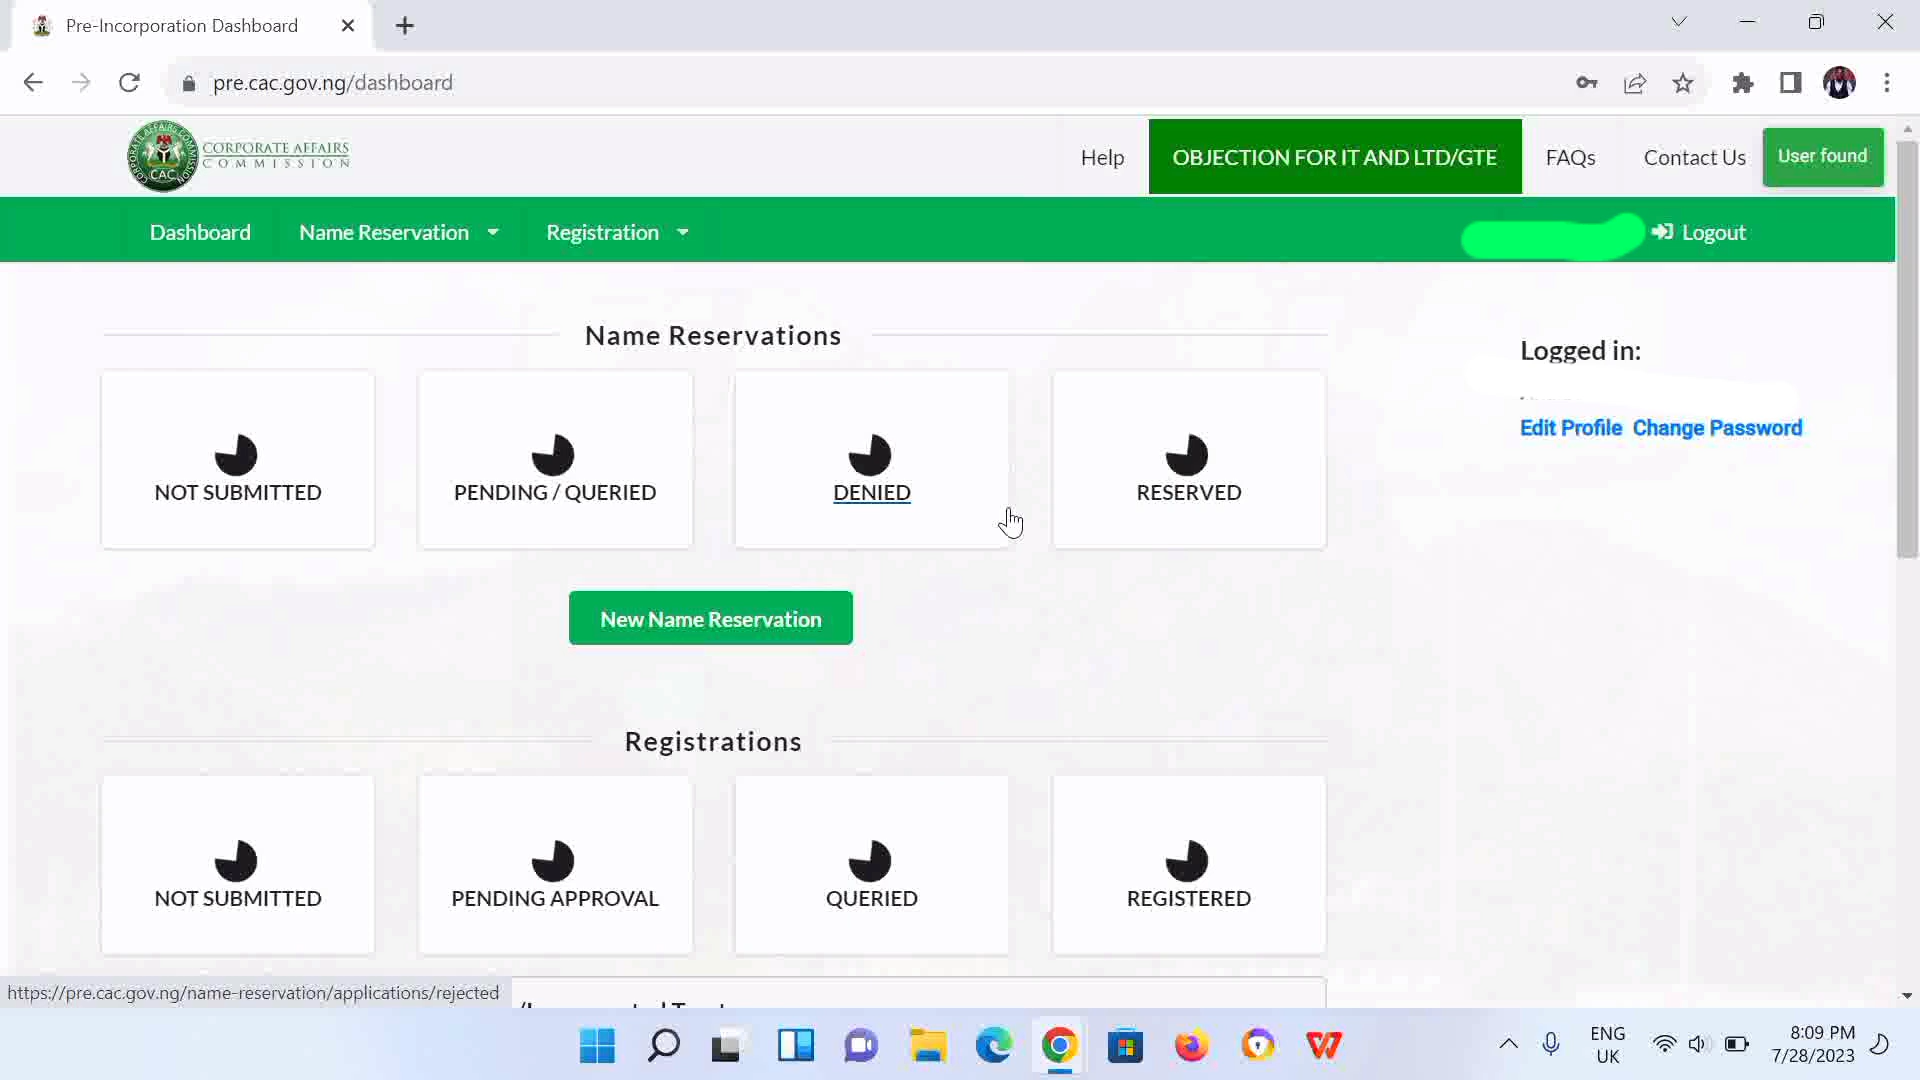 Pre-Incorporation Dashboard
pre.cac.gov.ng/dashboard
CORPORATE AFFAIRS COMMISSION
CAC
CORPORATE AFFAIRS
COMMISSION
Help
OBJECTION FOR IT AND LTD/GTE
FAQs
Contact Us
User found
Dashboard
Name Reservation
Registration
Logout
Name Reservations
Logged in:
Edit Profile Change Password
NOT SUBMITTED
PENDING / QUERIED
DENIED
RESERVED
New Name Reservation
Registrations
NOT SUBMITTED
PENDING APPROVAL
QUERIED
REGISTERED
https://pre.cac.gov.ng/name-reservation/applications/rejected
ENG
UK
8:09 PM
7/28/2023